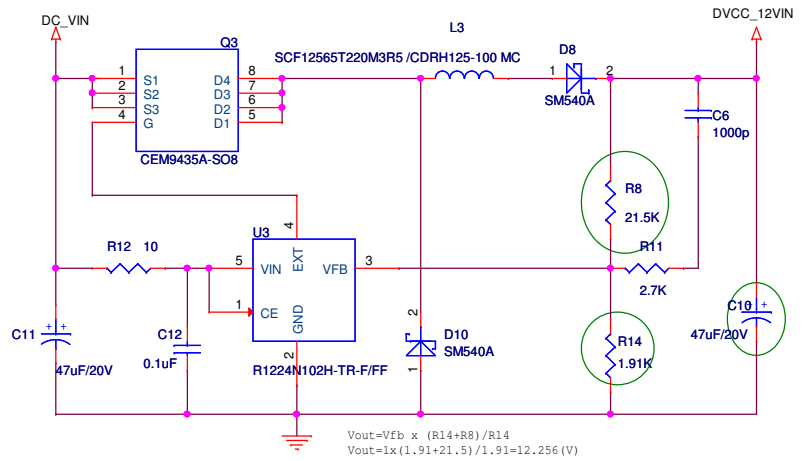 DC_VIN
DVCC_12VIN
Q3
L3
SCF12565T220M3R5 /CDRH125-100 MC
D8
1
2
3
4
S1
S2
S3
G
D4
D3
D2
D1
8
7
6
5
1
2
SM540A
C6
1000p
CEM9435A-SO8
R8
21.5K
4
U3
R12
10
5
VIN
EXT
VFB
3
R11
2.7K
1
CE
GND
2
C11
+ +
47uF/20V
C12
0.1uF
R1224N102H-TR-F/FF
2
D10
SM540A
1
R14
1.91K
C10
+ +
47uF/20V
Vout=Vfb x (R14+R8)/R14
Vout=1x(1.91+21.5)/1.91=12.256(V)